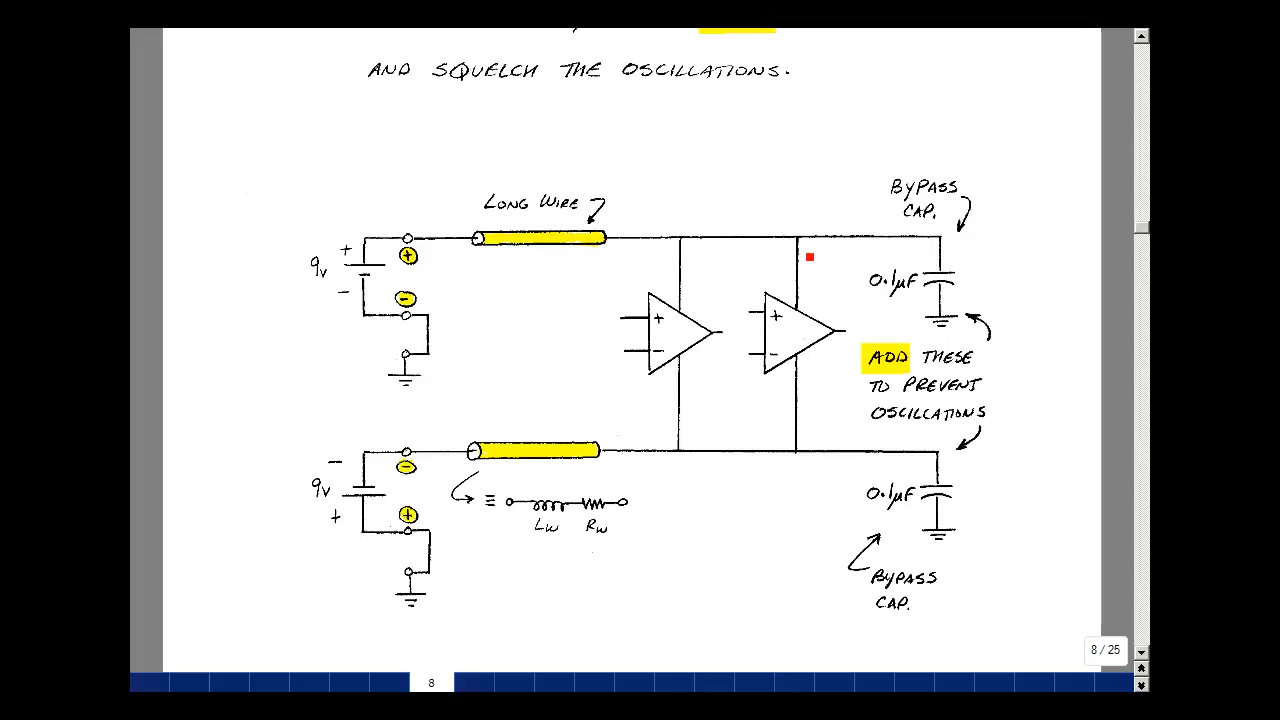 AND SQUELCH THE OSCILLATIONS.
LONG WIRE
BYPASS
CAP.
+
9V
-
+
-
0.1μF
+
-
+
-
ADD THESE
TO PREVENT
OSCILLATIONS
-
9V
+
-
+
≡
LW
RW
0.1μF
BYPASS
CAP.
8 / 25
8